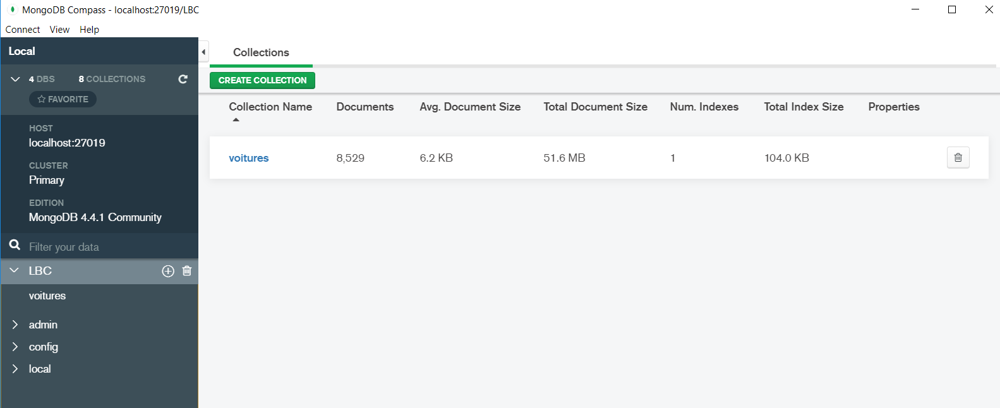 MongoDB Compass - localhost:27019/LBC
Connect View Help
Local
4 DBS 8 COLLECTIONS
FAVORITE
HOST
localhost:27019
CLUSTER
Primary
EDITION
MongoDB 4.4.1 Community
Filter your data
LBC
voitures
admin
config
local
Collections
CREATE COLLECTION
Collection Name Documents Avg. Document Size Total Document Size Num. Indexes Total Index Size Properties
voitures 8,529 6.2 KB 51.6 MB 1 104.0 KB